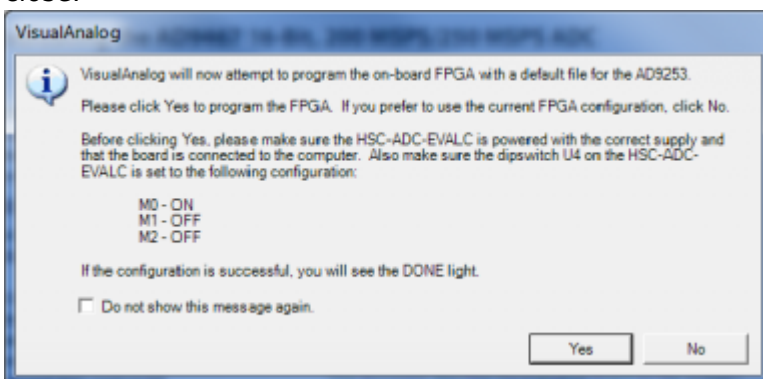 VisualAnalog
VisualAnalog will now attempt to program the on-board FPGA with a default file for the AD9253.
Please click Yes to program the FPGA. If you prefer to use the current FPGA configuration, click No.
Before clicking Yes, please make sure the HSC-ADC-EVALC is powered with the correct supply and
that the board is connected to the computer. Also make sure the dipswitch U4 on the HSC-ADC-
EVALC is set to the following configuration:
M0 - ON
M1 - OFF
M2 - OFF
If the configuration is successful, you will see the DONE light.
Do not show this message again.
Yes No